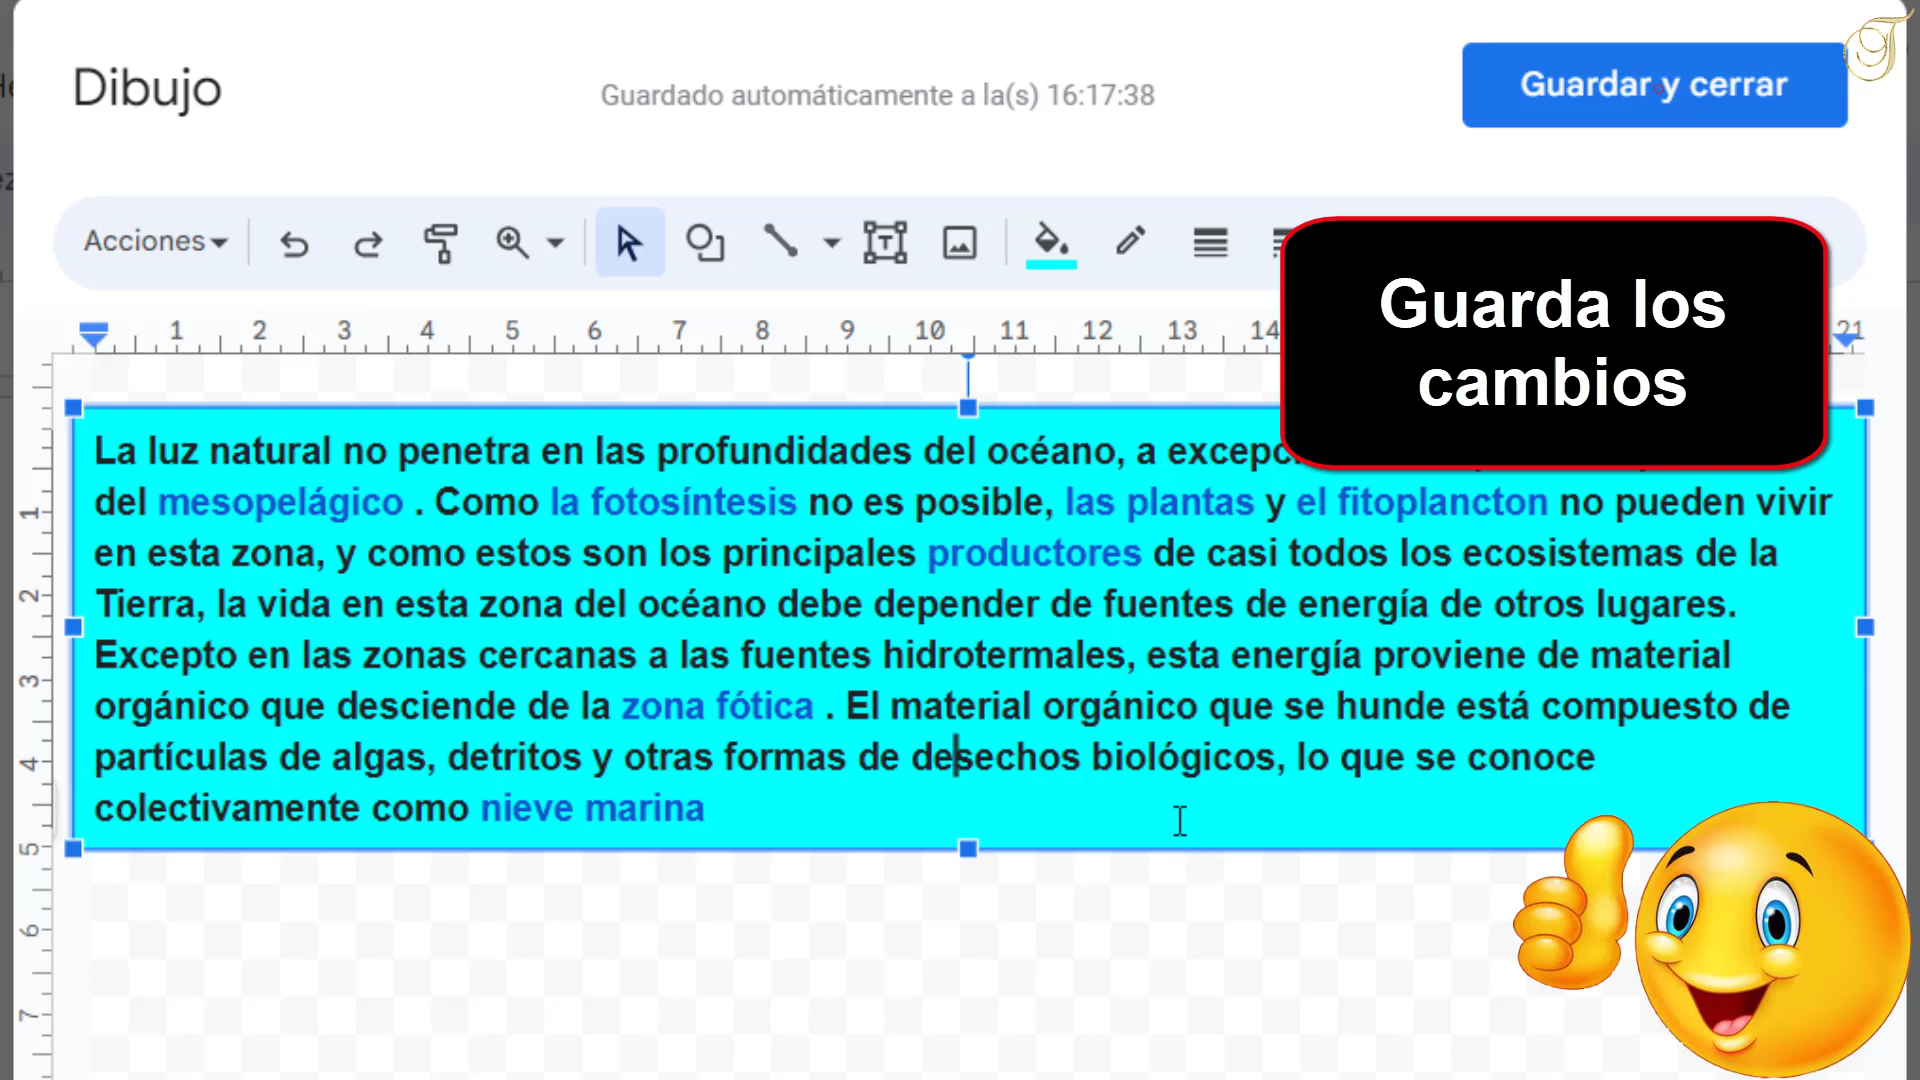 Dibujo
Guardado automáticamente a la(s) 16:17:38
Guardar y cerrar
Acciones
Guarda los
cambios
1 2 3 4 5 6 7 8 9 10 11 12 13 14 21
La luz natural no penetra en las profundidades del océano, a
del mesopelágico . Como la fotosíntesis no es posible, las plantas y el fitoplancton no pueden vivir
en esta zona, y como estos son los principales productores de casi todos los ecosistemas de la
Tierra, la vida en esta zona del océano debe depender de fuentes de energía de otros lugares.
Excepto en las zonas cercanas a las fuentes hidrotermales, esta energía proviene de material
orgánico que desciende de la zona fótica . El material orgánico que se hunde está compuesto de
partículas de algas, detritos y otras formas de desechos biológicos, lo que se conoce
colectivamente como nieve marina
1
2
3
4
5
6
7